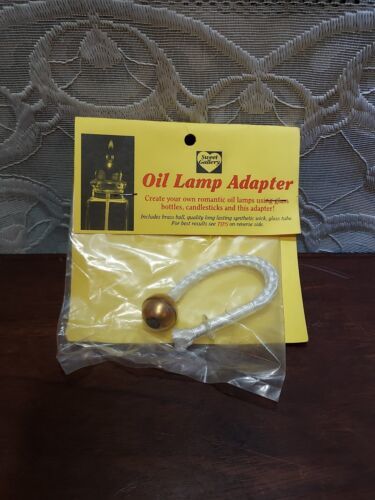 Sweet
Gallery
Oil Lamp Adapter
Create your own romantic oil lamps using glass
bottles, candlesticks and this adapter!
Includes brass ball, quality long lasting synthetic wick, glass tube
For best results see TIPS on reverse side.